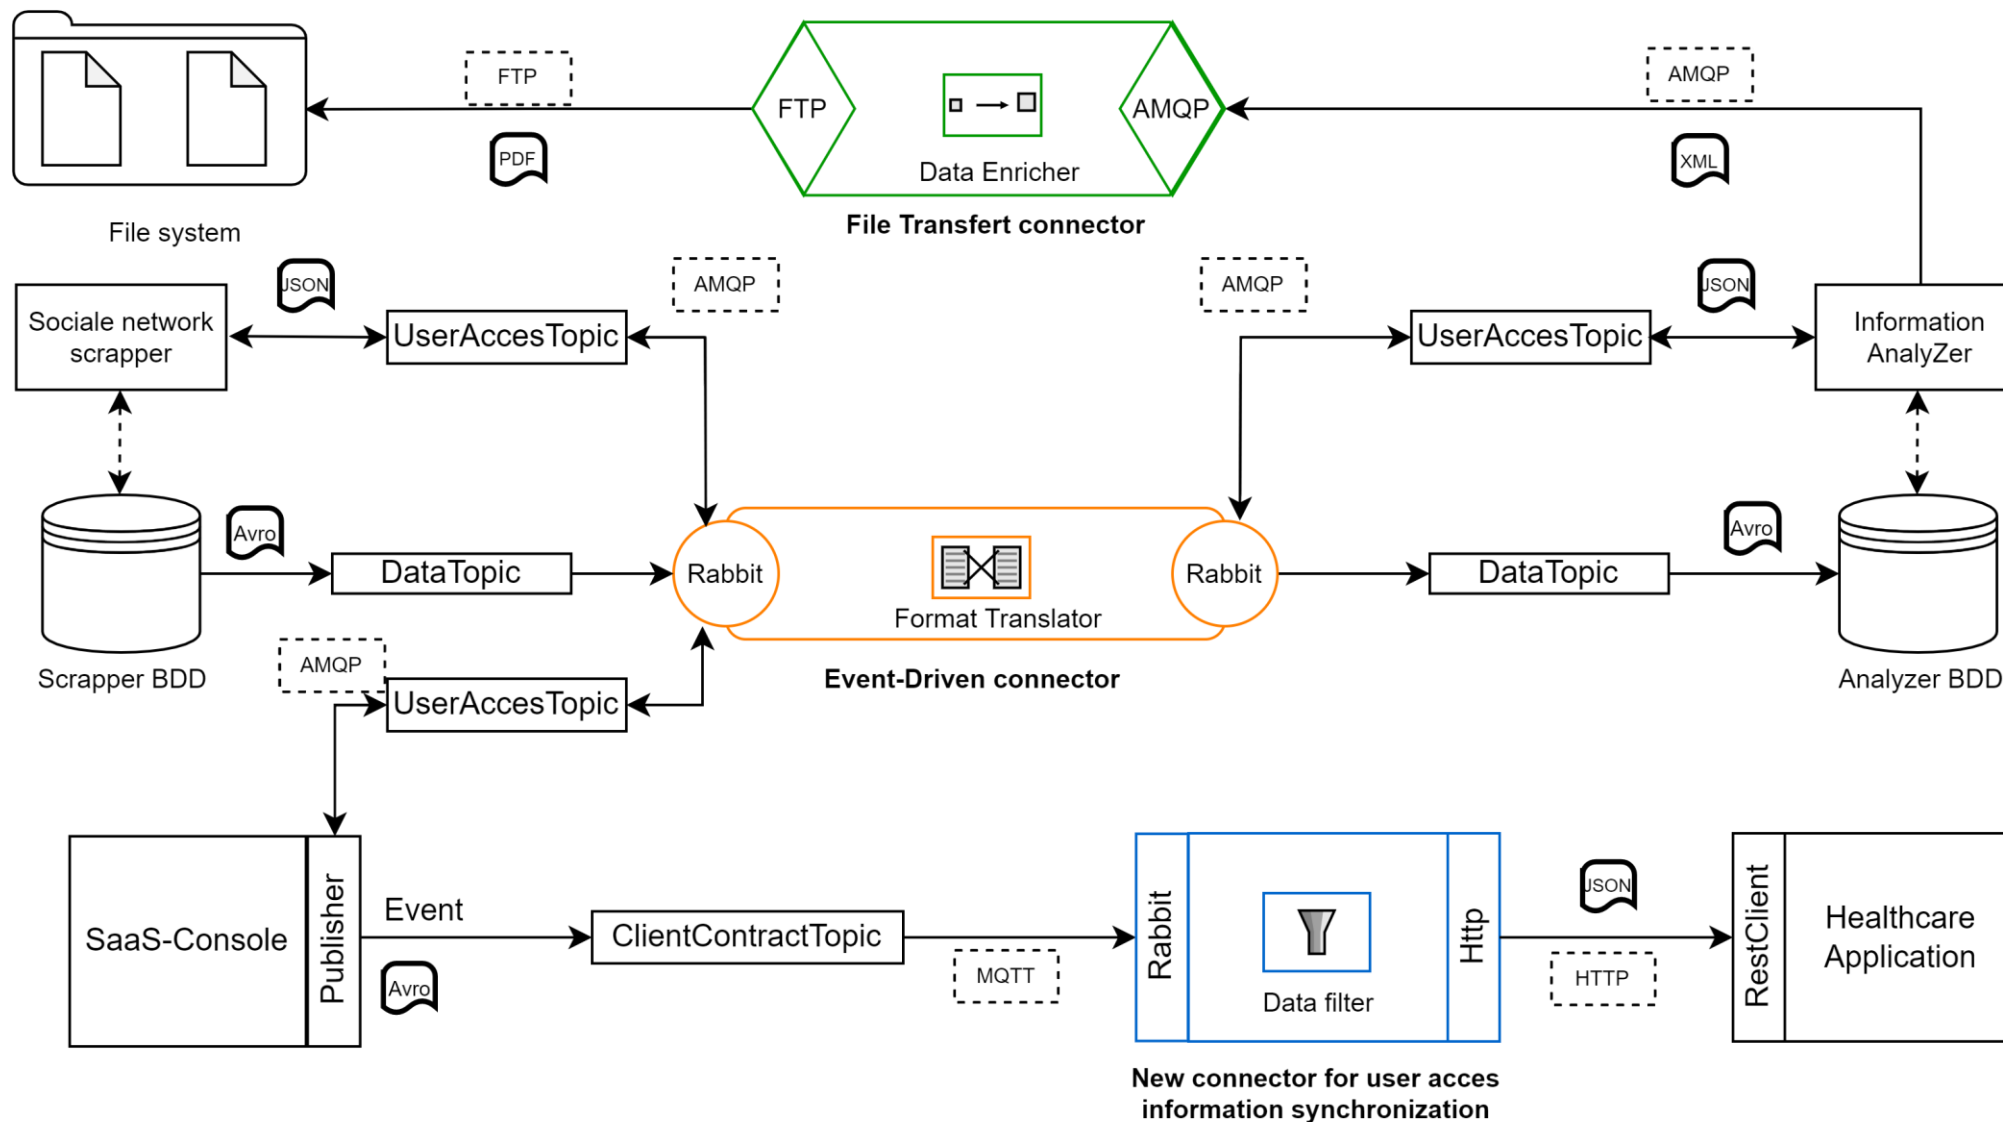 FTP
AMQP
FTP
AMQP
PDF
XML
Data Enricher
File Transfert connector
File system
JSON
AMQP
AMQP
JSON
Sociale network
scrapper
UserAccesTopic
UserAccesTopic
Information
AnalyZer
Avro
Avro
DataTopic
Rabbit
Rabbit
DataTopic
Format Translator
Scrapper BDD
AMQP
Event-Driven connector
Analyzer BDD
UserAccesTopic
SaaS-Console
Publisher
Event
Avro
ClientContractTopic
MQTT
Rabbit
Data filter
Http
JSON
HTTP
RestClient
Healthcare
Application
New connector for user acces
information synchronization